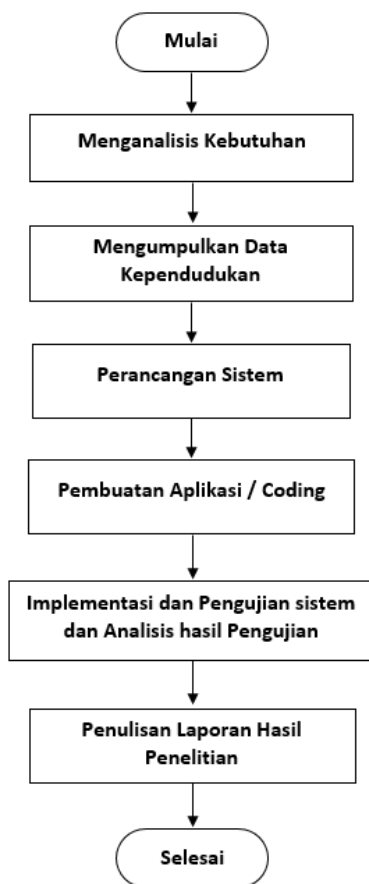 Mulai
Menganalisis Kebutuhan
Mengumpulkan Data
Kependudukan
Perancangan Sistem
Pembuatan Aplikasi / Coding
Implementasi dan Pengujian sistem
dan Analisis hasil Pengujian
Penulisan Laporan Hasil
Penelitian
Selesai